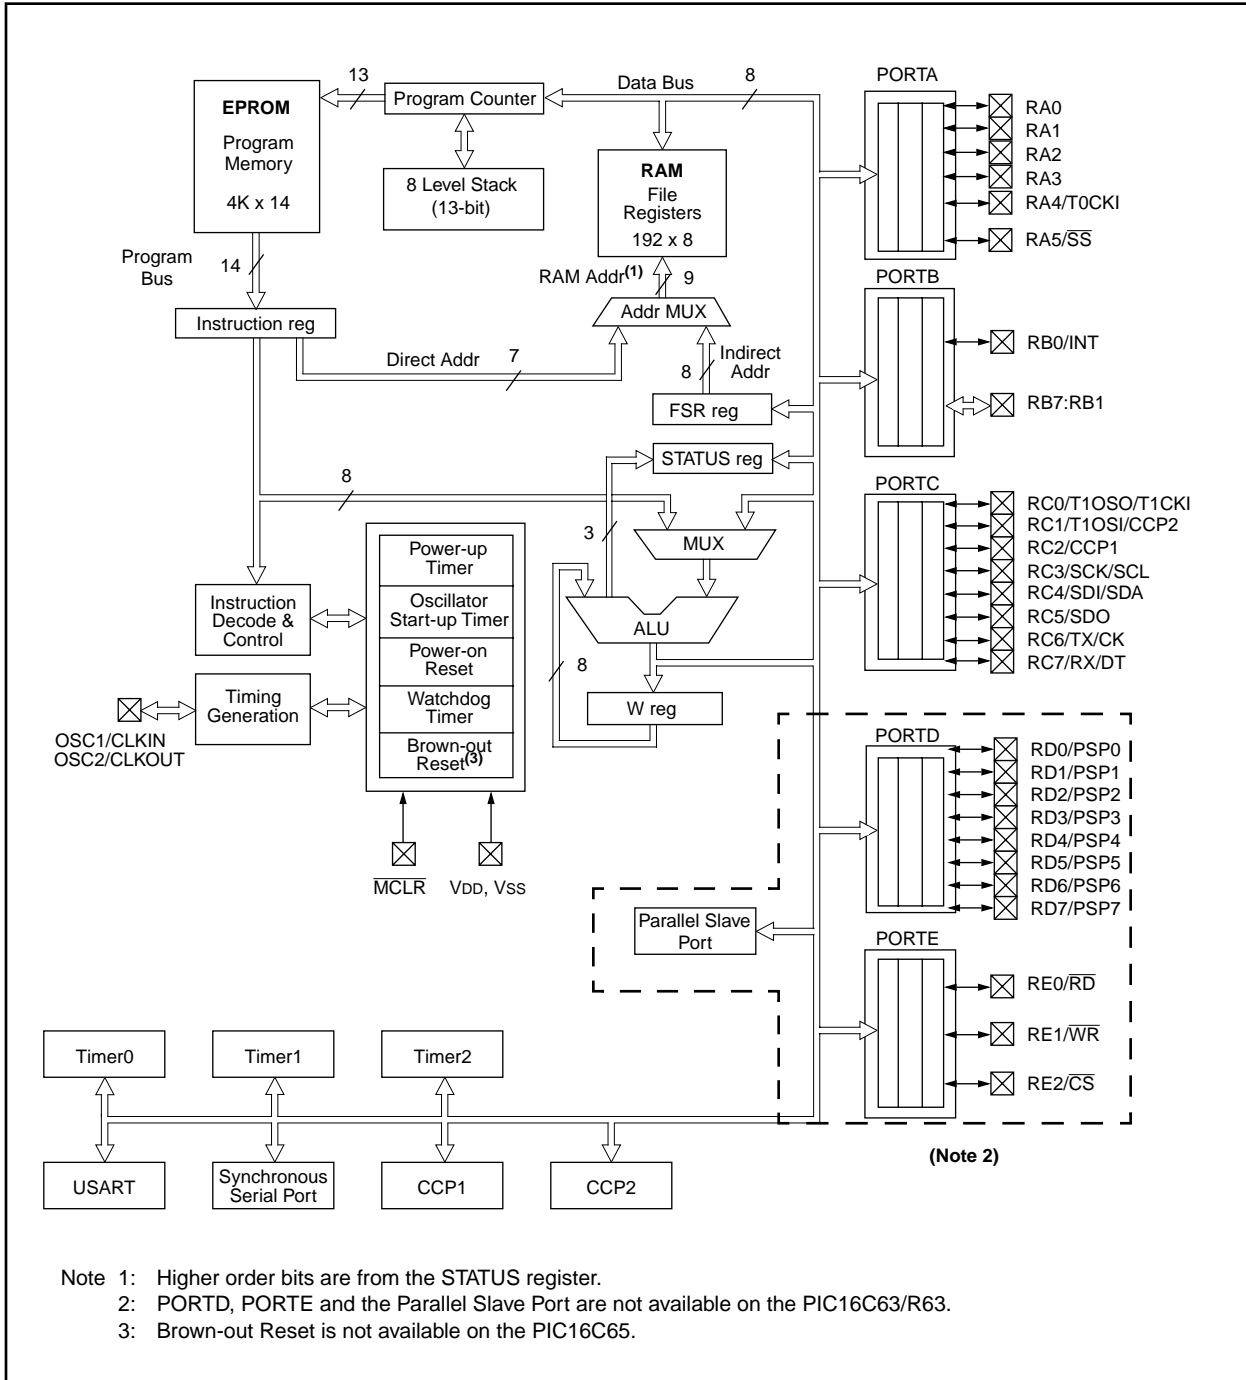 EPROM
Program
Memory
4K x 14
13
Program Counter
Data Bus
8
8 Level Stack
(13-bit)
RAM
File
Registers
192 x 8
RAM Addr(1)
9
Program
Bus
14
Instruction reg
Addr MUX
Direct Addr
7
8
Indirect
Addr
FSR reg
STATUS reg
8
3
MUX
ALU
8
W reg
Power-up
Timer
Oscillator
Start-up Timer
Power-on
Reset
Watchdog
Timer
Brown-out
Reset(3)
Instruction
Decode &
Control
Timing
Generation
OSC1/CLKIN
OSC2/CLKOUT
MCLR
VDD, VSS
PORTA
RA0
RA1
RA2
RA3
RA4/T0CKI
RA5/SS
PORTB
RB0/INT
RB7:RB1
PORTC
RC0/T1OSO/T1CKI
RC1/T1OSI/CCP2
RC2/CCP1
RC3/SCK/SCL
RC4/SDI/SDA
RC5/SDO
RC6/TX/CK
RC7/RX/DT
PORTD
RD0/PSP0
RD1/PSP1
RD2/PSP2
RD3/PSP3
RD4/PSP4
RD5/PSP5
RD6/PSP6
RD7/PSP7
Parallel Slave
Port
PORTE
RE0/RD
RE1/WR
RE2/CS
(Note 2)
Timer0
Timer1
Timer2
USART
Synchronous
Serial Port
CCP1
CCP2
Note 1: Higher order bits are from the STATUS register.
2: PORTD, PORTE and the Parallel Slave Port are not available on the PIC16C63/R63.
3: Brown-out Reset is not available on the PIC16C65.